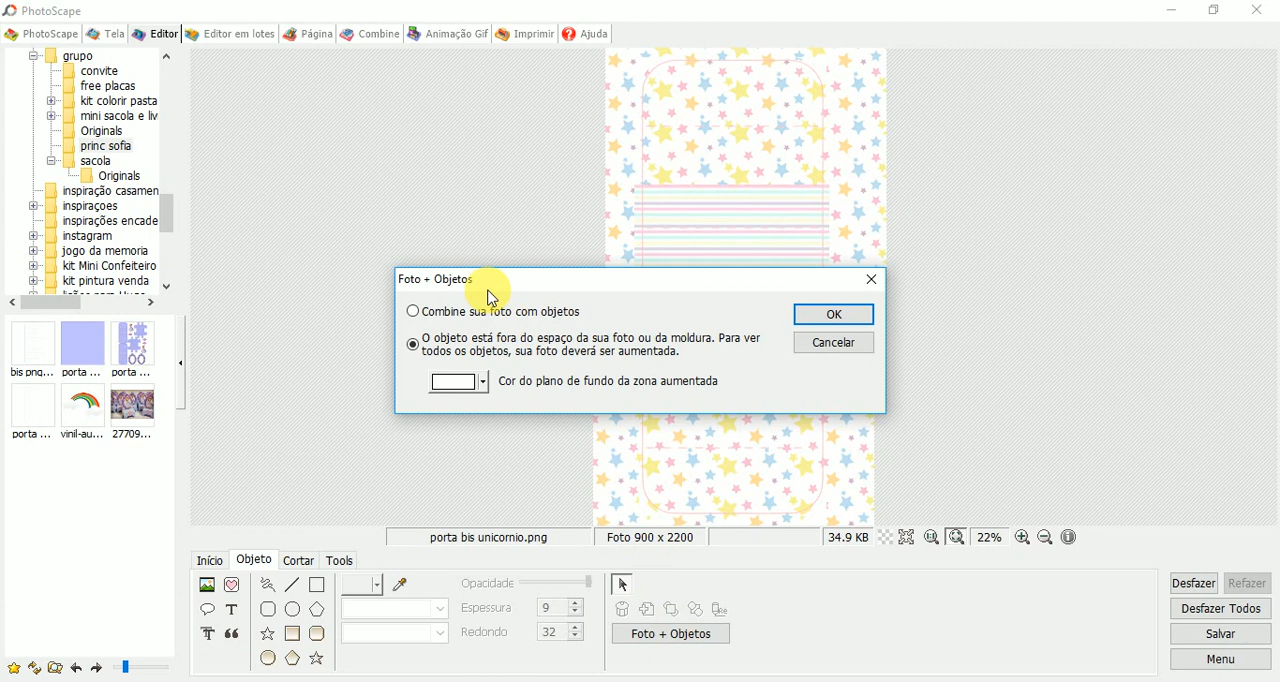 PhotoScape
PhotoScape Tela Editor Editor em lotes Página Combine Animação Gif Imprimir Ajuda
grupo
convite
free placas
kit colorir pasta
mini sacola e liv
Originals
princ sofia
sacola
Originals
inspiração casamen
inspiraçoes
inspirações encade
instagram
jogo da memoria
kit Mini Confeiteiro
kit pintura venda
bis png... porta ... porta ...
porta ... vinil-au... 27709...
Foto + Objetos
Combine sua foto com objetos
O objeto está fora do espaço da sua foto ou da moldura. Para ver
todos os objetos, sua foto deverá ser aumentada.
Cor do plano de fundo da zona aumentada
OK
Cancelar
porta bis unicornio.png Foto 900 x 2200 34.9 KB 22%
Início Objeto Cortar Tools
Opacidade
Espessura 9
Redondo 32
Foto + Objetos
Desfazer Refazer
Desfazer Todos
Salvar
Menu